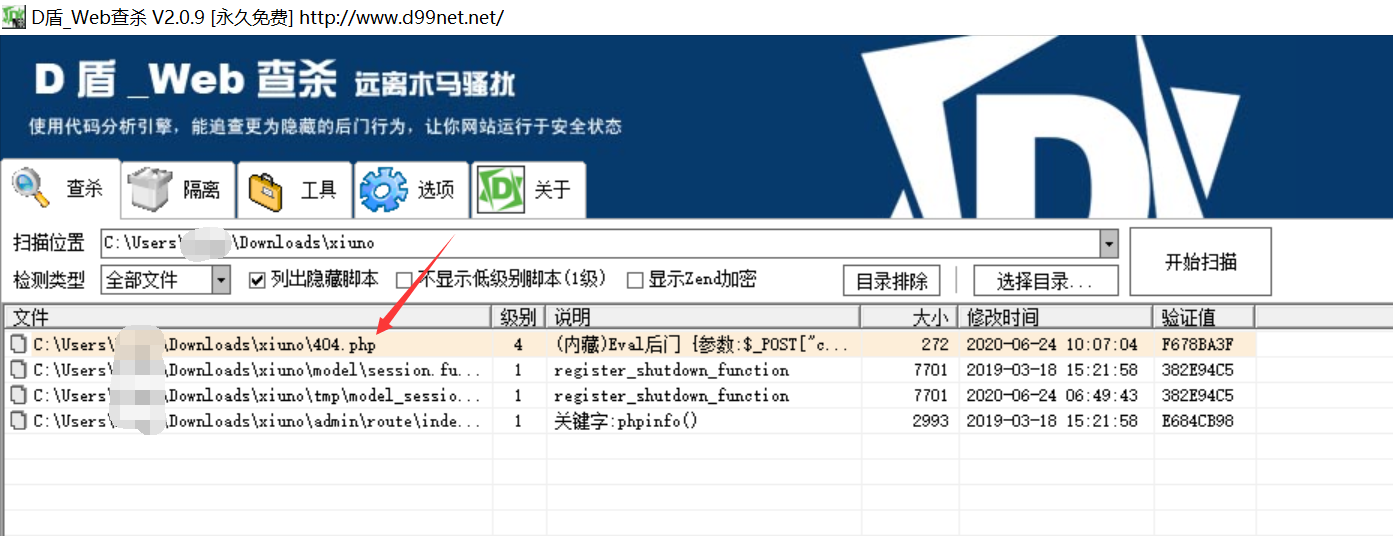 D盾_Web查杀 V2.0.9 [永久免费] http://www.d99net.net/
D 盾 _Web 查杀 远离木马骚扰
使用代码分析引擎，能追查更为隐藏的后门行为，让你网站运行于安全状态
查杀 隔离 工具 选项 关于
扫描位置 C:\Users\ \Downloads\xiuno 开始扫描
检测类型 全部文件 列出隐藏脚本 不显示低级别脚本(1级) 显示Zend加密 目录排除 选择目录...
文件 级别 说明 大小 修改时间 验证值
C:\Users\ \Downloads\xiuno\404.php 4 (内藏)Eval后门 {参数:$_POST["c... 272 2020-06-24 10:07:04 F678BA3F
C:\Users\ \Downloads\xiuno\model\session.fu... 1 register_shutdown_function 7701 2019-03-18 15:21:58 382E94C5
C:\Users\ \Downloads\xiuno\tmp\model_sessio... 1 register_shutdown_function 7701 2020-06-24 06:49:43 382E94C5
C:\Users\ \Downloads\xiuno\admin\route\inde... 1 关键字:phpinfo() 2993 2019-03-18 15:21:58 E684CB98